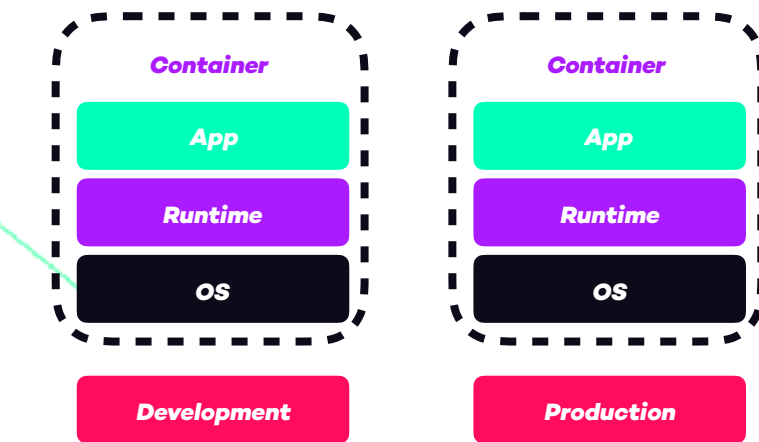 Container
App
Runtime
OS
Development
Container
App
Runtime
OS
Production